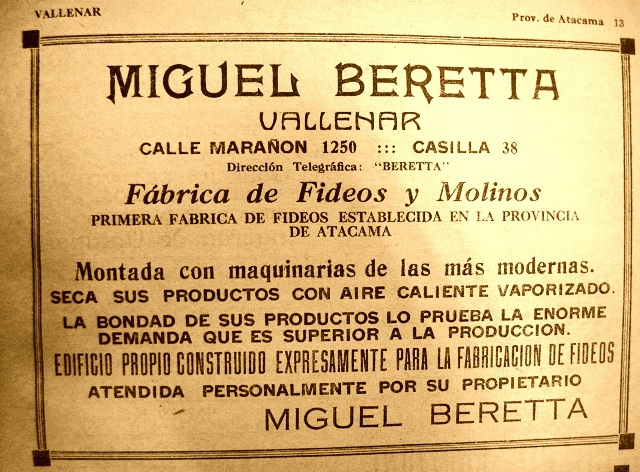 VALLENAR
Prov. de Atacama 13
MIGUEL BERETTA
VALLENAR
CALLE MARAÑON 1250 ::: CASILLA 38
Dirección Telegráfica: "BERETTA"
Fábrica de Fideos y Molinos
PRIMERA FABRICA DE FIDEOS ESTABLECIDA EN LA PROVINCIA
DE ATACAMA
Montada con maquinarias de las más modernas.
SECA SUS PRODUCTOS CON AIRE CALIENTE VAPORIZADO.
LA BONDAD DE SUS PRODUCTOS LO PRUEBA LA ENORME
DEMANDA QUE ES SUPERIOR A LA PRODUCCION.
EDIFICIO PROPIO CONSTRUIDO EXPRESAMENTE PARA LA FABRICACION DE FIDEOS
ATENDIDA PERSONALMENTE POR SU PROPIETARIO
MIGUEL BERETTA